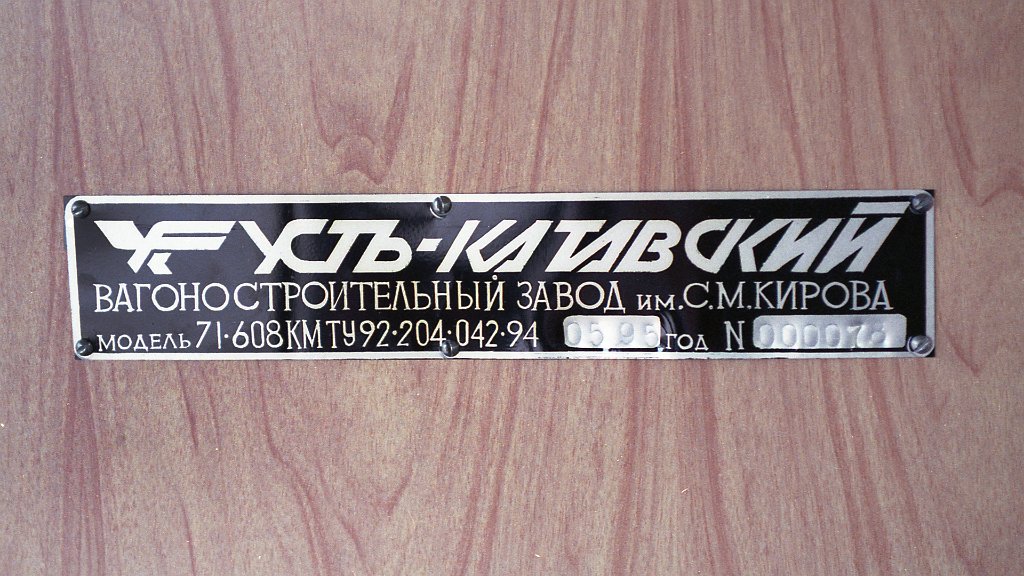 УСТЬ-КАТАВСКИЙ
ВАГОНОСТРОИТЕЛЬНЫЙ ЗАВОД им. С.М.КИРОВА
МОДЕЛЬ 71·608КМ ТУ92·204·042·94 05.95 ГОД N